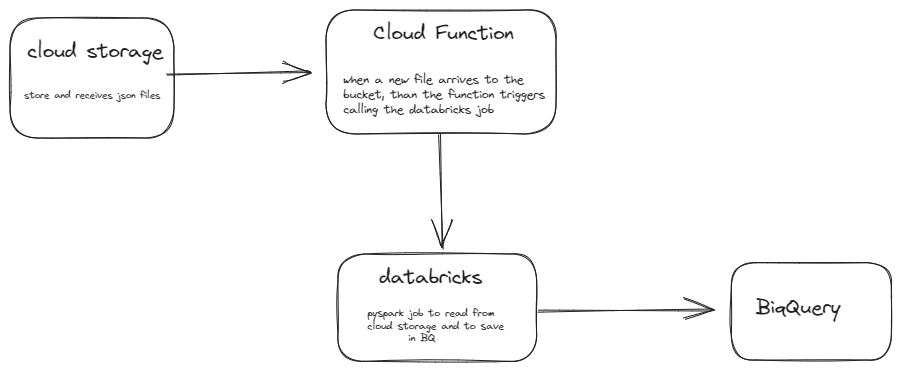 cloud storage
store and receives json files
Cloud Function
when a new file arrives to the
bucket, than the function triggers
calling the databricks job
databricks
pyspark job to read from
cloud storage and to save
in BQ
BigQuery